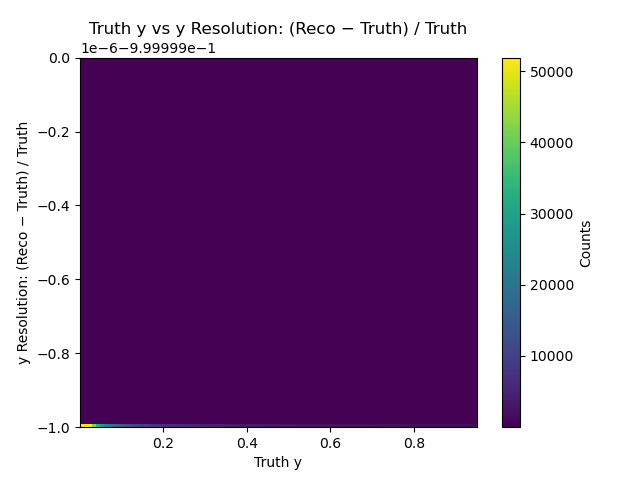 Truth y vs y Resolution: (Reco − Truth) / Truth
1e−6−9.99999e−1
0.0
−0.2
−0.4
−0.6
−0.8
−1.0
y Resolution: (Reco − Truth) / Truth
0.2 0.4 0.6 0.8
Truth y
50000
40000
30000
20000
10000
Counts